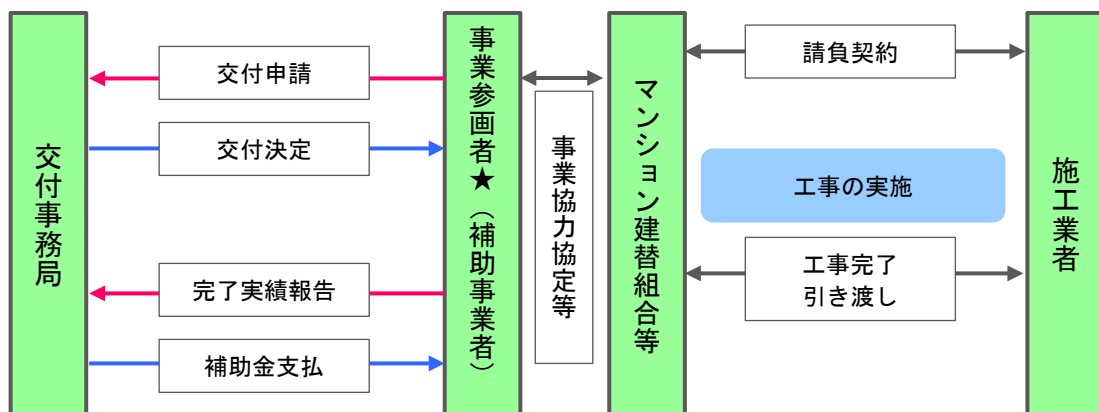 交付事務局
交付申請
交付決定
完了実績報告
補助金支払
事業参画者★（補助事業者）
事業協力協定等
マンション建替組合等
請負契約
工事の実施
工事完了
引き渡し
施工業者